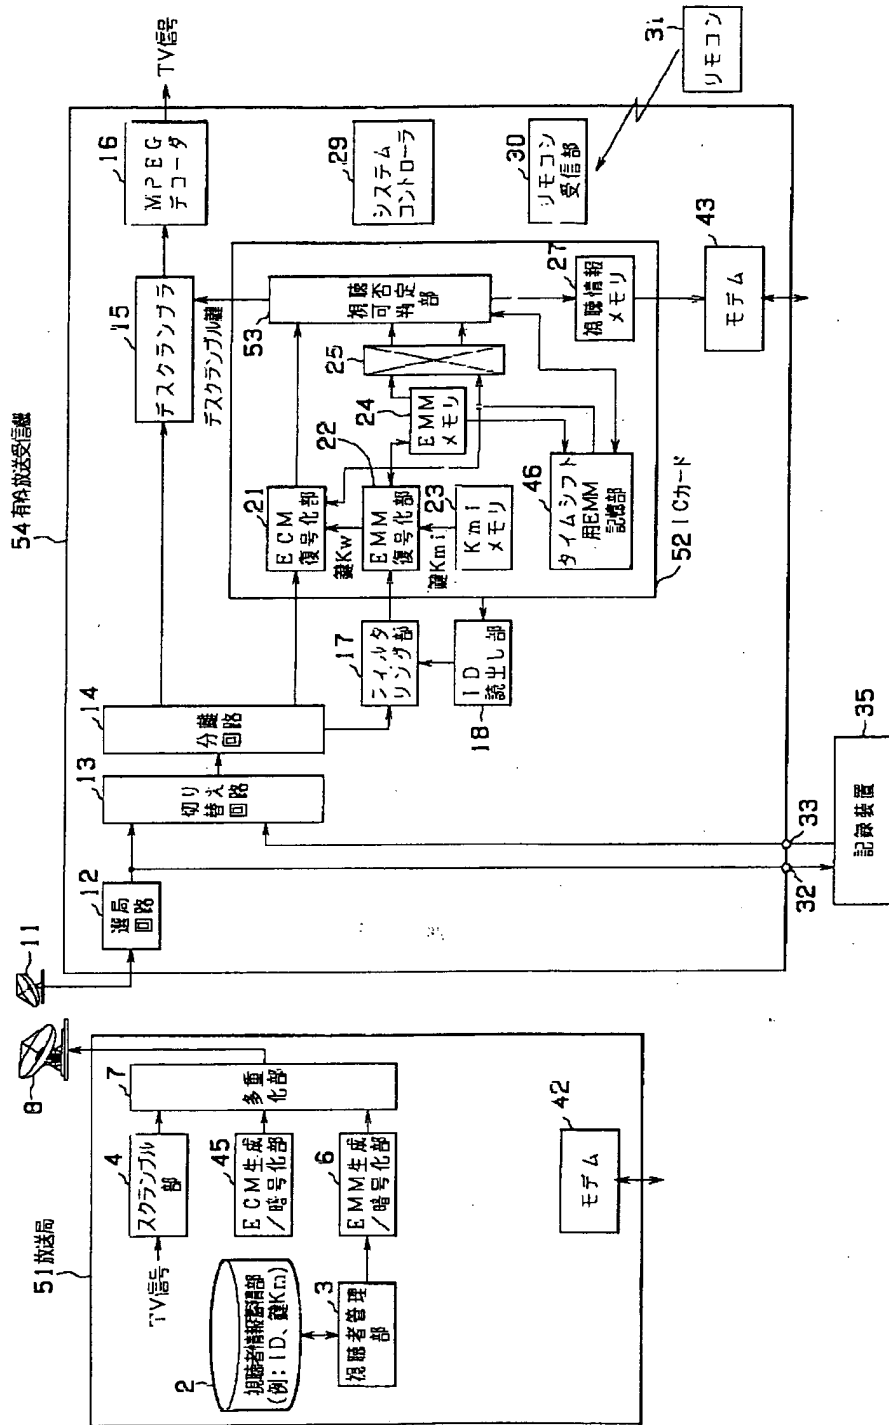 51 放送局
2
視聴者情報蓄積部
(例:ID、鍵Km)
3
視聴者管理
部
TV信号
4
スクランブル
部
45
ECM生成
/暗号化部
6
EMM生成
/暗号化部
7
多重
化部
8
42
モデム
11
54 有料放送受信機
12
選局
回路
13
切り
替え
回路
14
分離
回路
15
デスクランブラ
デスクランブル鍵
16
MPEG
デコーダ
TV信号
17
フィルタ
リング部
18
ID
読出し部
21
ECM
復号化部
鍵Kw
22
EMM
復号化部
鍵Kmi
23
Kmi
メモリ
24
EMM
メモリ
25
53
視聴
可否
判定
部
46
タイムシフト
用EMM
記憶部
27
視聴情報
メモリ
52 ICカード
29
システム
コントローラ
30
リモコン
受信部
31
リモコン
43
モデム
32
33
35
記録装置